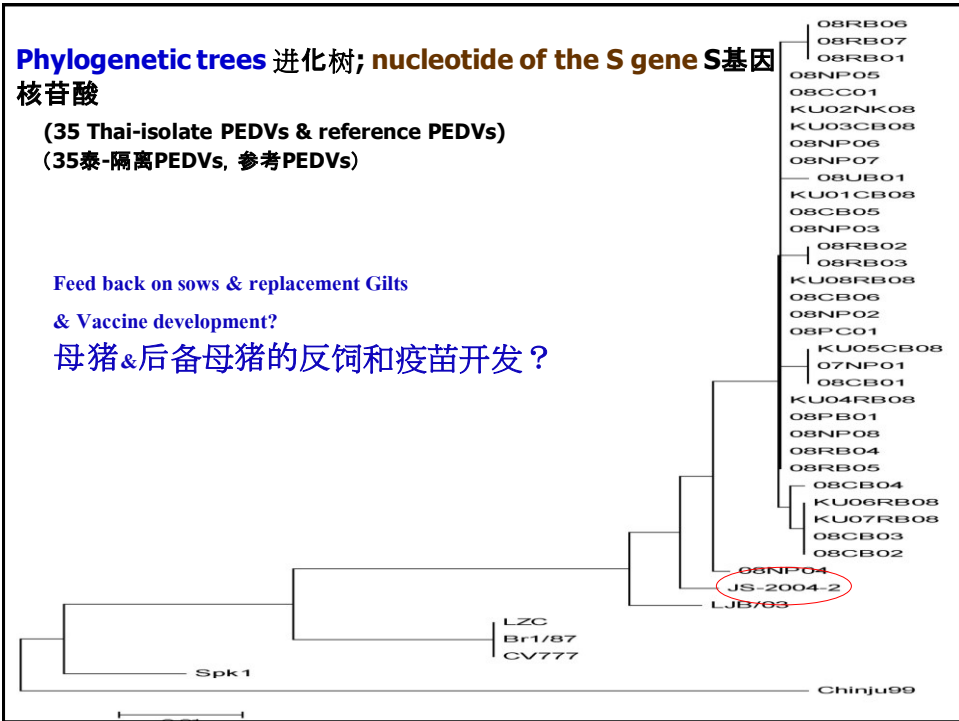 Phylogenetic trees 进化树; nucleotide of the S gene S基因
核苷酸
(35 Thai-isolate PEDVs & reference PEDVs)
（35泰-隔离PEDVs，参考PEDVs）
Feed back on sows & replacement Gilts
& Vaccine development?
母猪&后备母猪的反饲和疫苗开发？
08RB06
08RB07
08RB01
08NP05
08CC01
KU02NK08
KU03CB08
08NP06
08NP07
08UB01
KU01CB08
08CB05
08NP03
08RB02
08RB03
KU08RB08
08CB06
08NP02
08PC01
KU05CB08
07NP01
08CB01
KU04RB08
08PB01
08NP08
08RB04
08RB05
08CB04
KU06RB08
KU07RB08
08CB03
08CB02
08NP04
JS-2004-2
LJB/03
LZC
Br1/87
CV777
Spk1
Chinju99